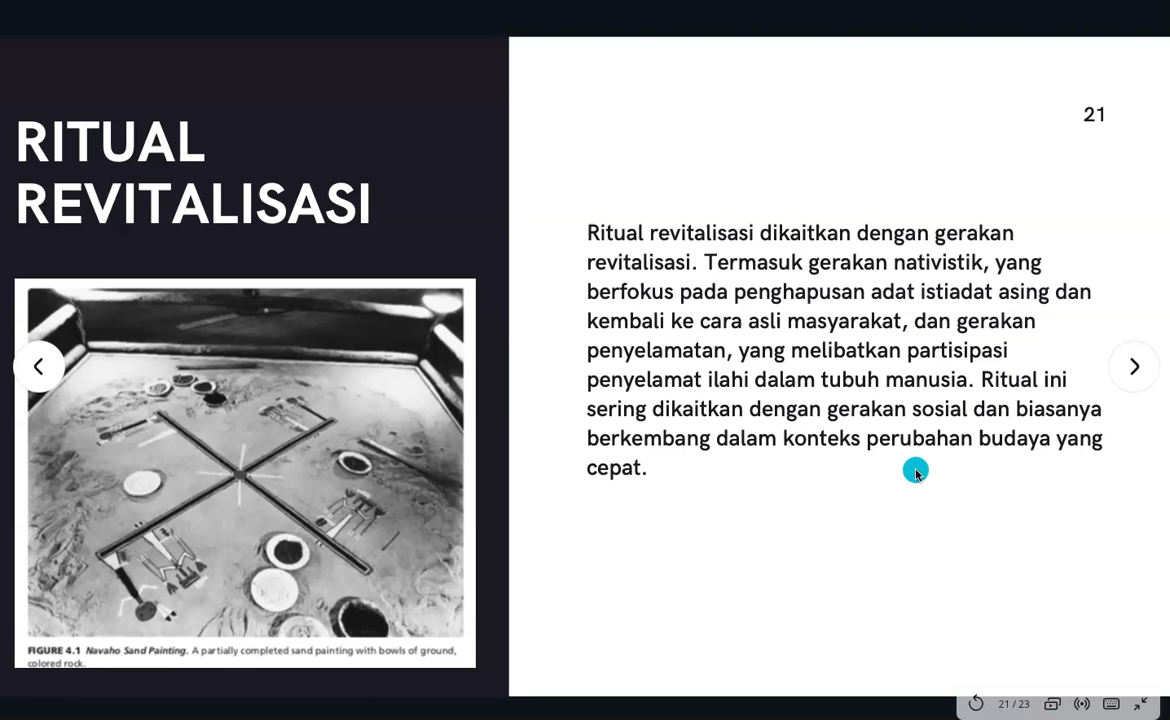 RITUAL
REVITALISASI
FIGURE 4.1 Navaho Sand Painting. A partially completed sand painting with bowls of ground,
colored rock.
21
Ritual revitalisasi dikaitkan dengan gerakan
revitalisasi. Termasuk gerakan nativistik, yang
berfokus pada penghapusan adat istiadat asing dan
kembali ke cara asli masyarakat, dan gerakan
penyelamatan, yang melibatkan partisipasi
penyelamat ilahi dalam tubuh manusia. Ritual ini
sering dikaitkan dengan gerakan sosial dan biasanya
berkembang dalam konteks perubahan budaya yang
cepat.
21 / 23